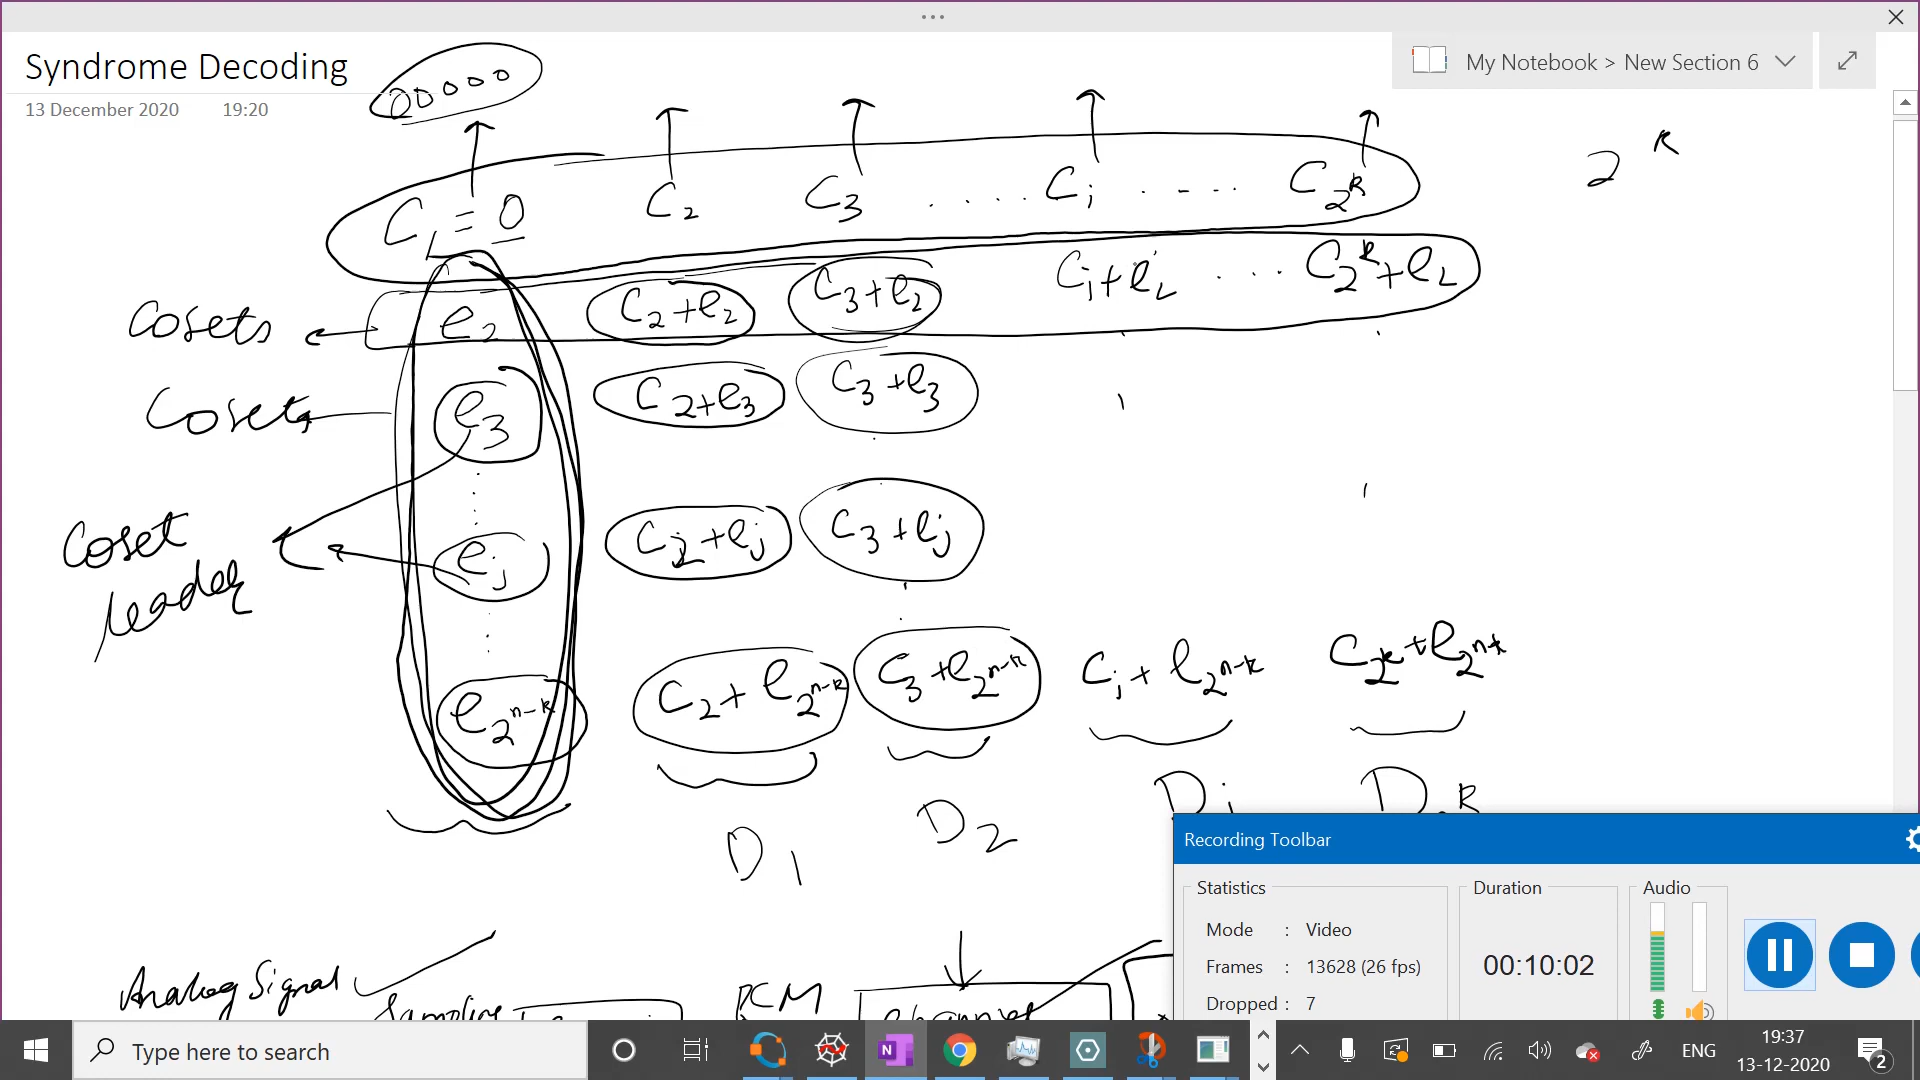 Syndrome Decoding
13 December 2020 19:20
My Notebook > New Section 6
00000
2^k
C1 = 0 C2 C3 .... Ci ..... C2^k
Cosets e2 C2+e2 C3+e2 Ci+e2 .... C2^k+e2
Cosets e3 C2+e3 C3+e3
Coset leader ej C2+ej C3+ej
e2^n-k C2+e2^n-k C3+e2^n-k Ci+e2^n-k C2^k+e2^n-k
D1 D2 Di D2k
Analog Signal Sampling PCM channel
Recording Toolbar
Statistics Duration Audio
Mode : Video
Frames : 13628 (26 fps)
00:10:02
Dropped : 7
Type here to search
ENG
19:37
13-12-2020
2